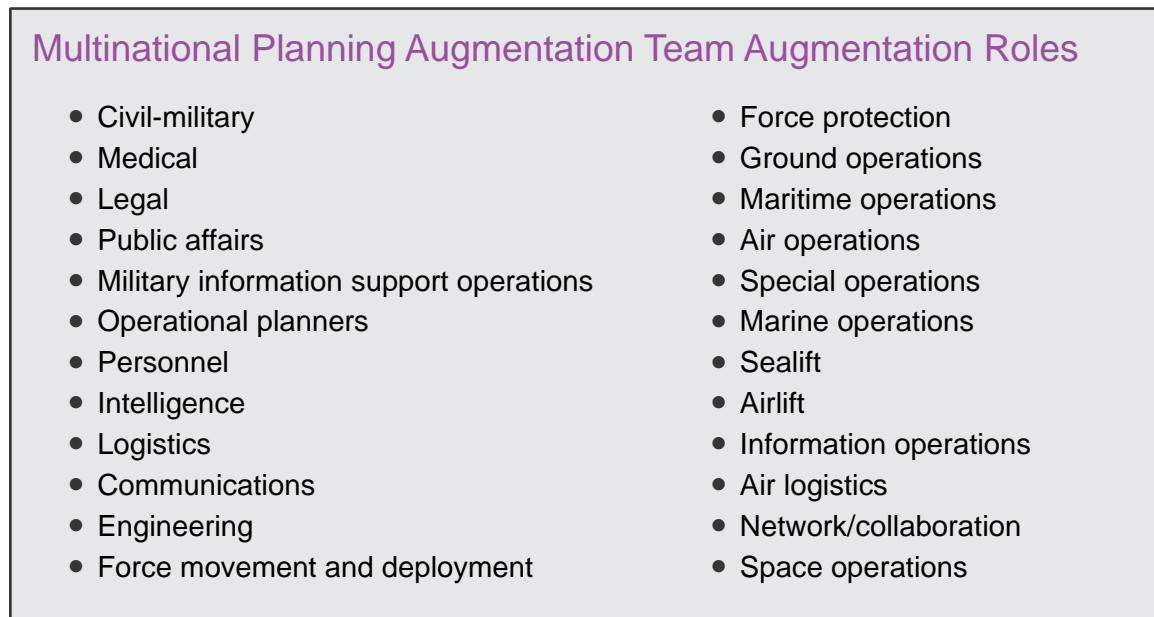 Multinational Planning Augmentation Team Augmentation Roles
• Civil-military
• Medical
• Legal
• Public affairs
• Military information support operations
• Operational planners
• Personnel
• Intelligence
• Logistics
• Communications
• Engineering
• Force movement and deployment
• Force protection
• Ground operations
• Maritime operations
• Air operations
• Special operations
• Marine operations
• Sealift
• Airlift
• Information operations
• Air logistics
• Network/collaboration
• Space operations